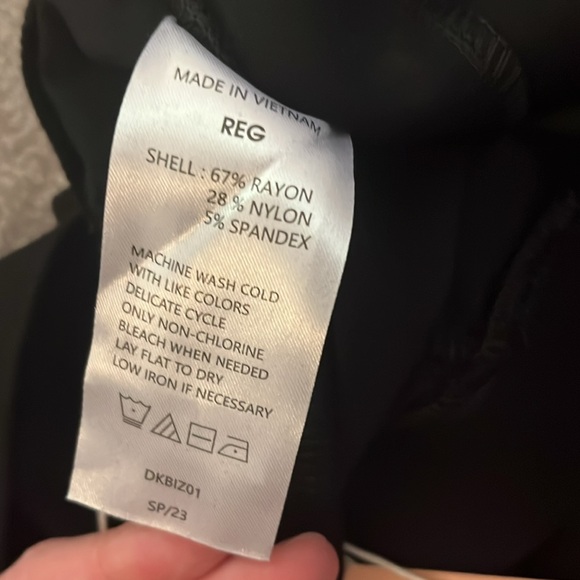 MADE IN VIETNAM
REG
SHELL : 67% RAYON
28 % NYLON
5% SPANDEX
MACHINE WASH COLD
WITH LIKE COLORS
DELICATE CYCLE
ONLY NON-CHLORINE
BLEACH WHEN NEEDED
LAY FLAT TO DRY
LOW IRON IF NECESSARY
DKBIZ01
SP/23